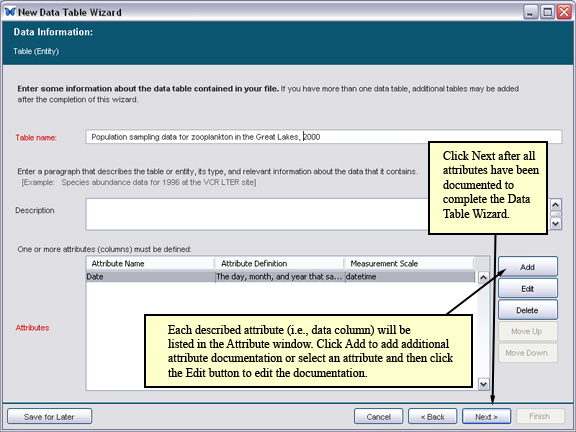 New Data Table Wizard
Data Information:
Table (Entity)
Enter some information about the data table contained in your file. If you have more than one data table, additional tables may be added
after the completion of this wizard.
Table name:
Population sampling data for zooplankton in the Great Lakes, 2000
Click Next after all
attributes have been
documented to
complete the Data
Table Wizard.
Enter a paragraph that describes the table or entity, its type, and relevant information about the data that it contains.
[Example: Species abundance data for 1996 at the VCR LTER site]
Description
One or more attributes (columns) must be defined:
Attribute Name Attribute Definition Measurement Scale
Date The day, month, and year that sa... datetime
Attributes
Add
Edit
Delete
Move Up
Move Down
Each described attribute (i.e., data column) will be
listed in the Attribute window. Click Add to add additional
attribute documentation or select an attribute and then click
the Edit button to edit the documentation.
Save for Later Cancel < Back Next > Finish